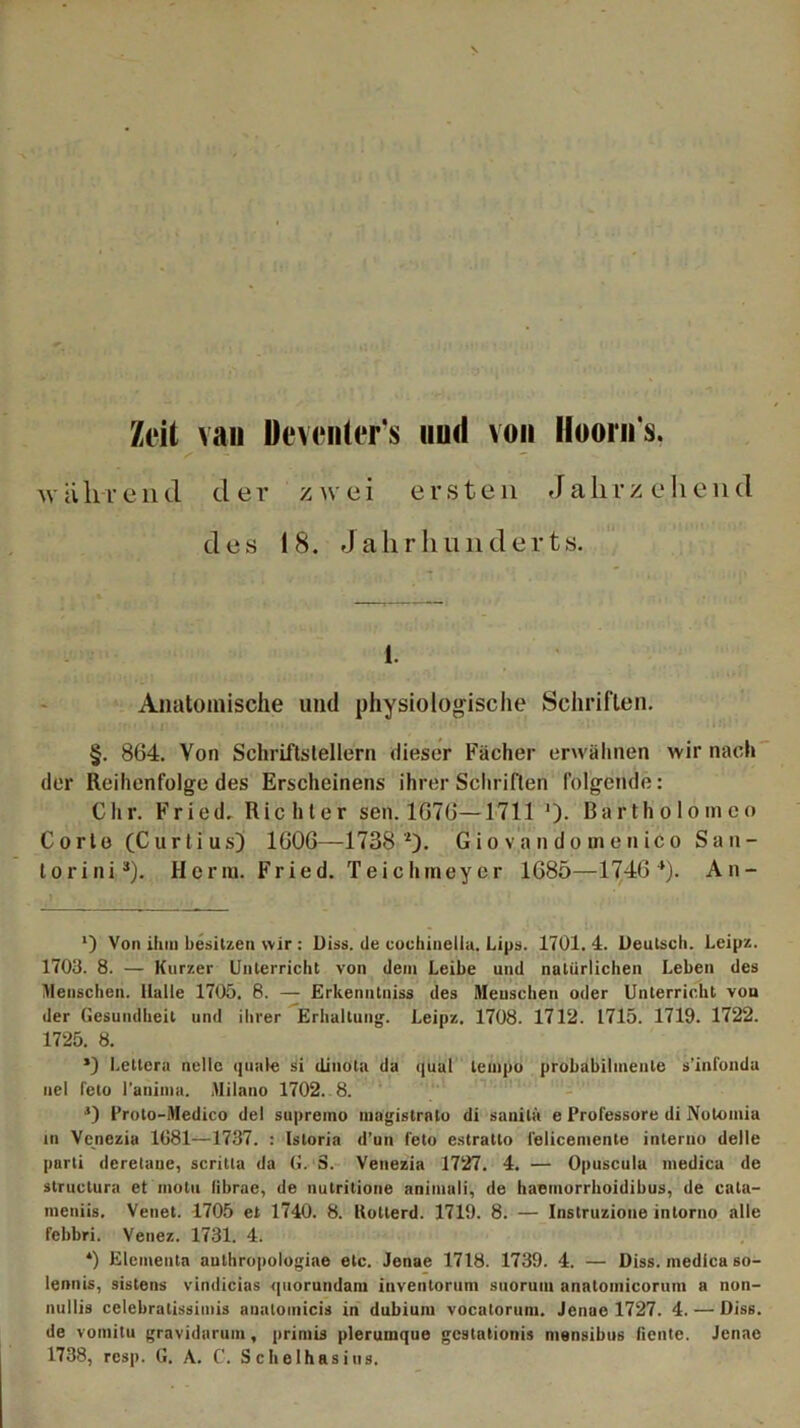 Zeit van Deventer's und von Hoorn's.
während der zwei ersten Jahrzehend
des 18. Jahrhunderts.
1.
Anatomische und physiologische Schriften.
§. 864. Von Schriftstellern dieser Fächer erwähnen wir nach
der Reihenfolge des Erscheinens ihrer Schriften folgende:
Chr. Fried. Richter sen. 1676—1711 ¹). Bartholomeo
Corte (Curtius) 1606—1738 ²). Giovandomenico San-
torini ³). Herm. Fried. Teichmeyer 1685—1746 ⁴). An-
¹) Von ihm besitzen wir : Diss. de cochinella. Lips. 1701. 4. Deutsch. Leipz.
1703. 8. — Kurzer Unterricht von dem Leibe und natürlichen Leben des
Menschen. Halle 1705. 8. — Erkenntniss des Menschen oder Unterricht von
der Gesundheit und ihrer Erhaltung. Leipz. 1708. 1712. 1715. 1719. 1722.
1725. 8.
²) Lettera nelle quale si dinota da qual tempo probabilmente s'infonda
nel feto l'anima. Milano 1702. 8.
³) Proto-Medico del supremo magistrato di sanità e Professore di Notomia
in Venezia 1681—1737. : Istoria d'un feto estratto felicemente interno delle
parti deretane, scritta da G. S. Venezia 1727. 4. — Opuscula medica de
structura et motu fibrae, de nutritione animali, de haemorrhoidibus, de cata-
meniis. Venet. 1705 et 1740. 8. Rotterd. 1719. 8. — Instruzione intorno alle
febbri. Venez. 1731. 4.
⁴) Elementa anthropologiae etc. Jenae 1718. 1739. 4. — Diss. medica so-
lennis, sistens vindicias quorundam inventorum suorum anatomicorum a non-
nullis celebratissimis anatomicis in dubium vocatorum. Jenae 1727. 4. — Diss.
de vomitu gravidarum, primis plerumque gestationis mensibus fiente. Jenae
1738, resp. G. A. C. Schelhasius.